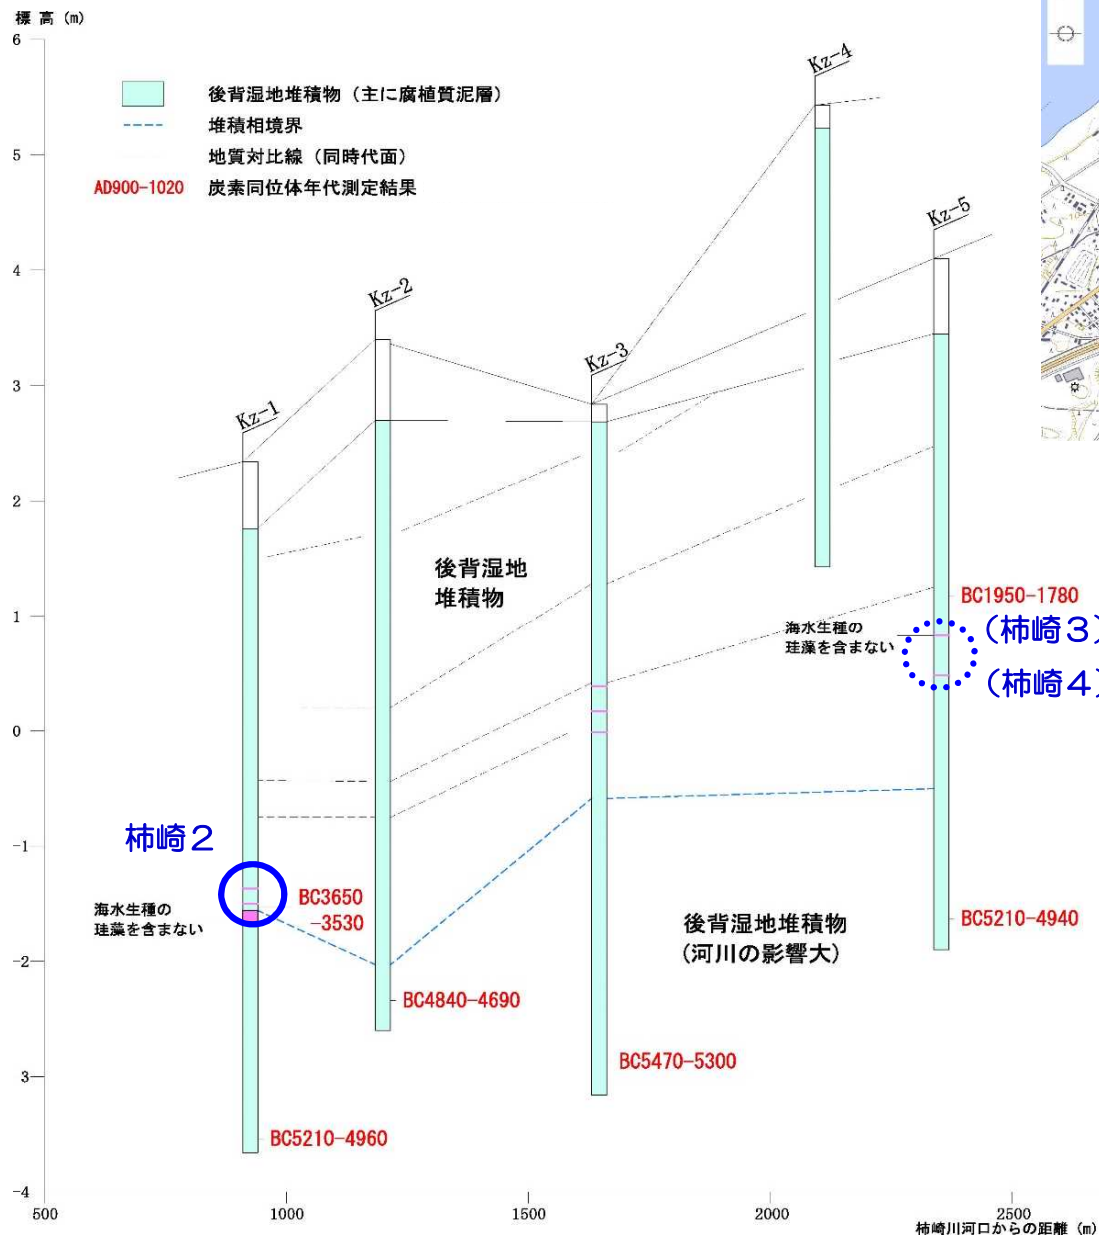 標 高 (m)
6
5
4
3
2
1
0
-1
-2
3
-4
後背湿地堆積物 (主に腐植質泥層)
堆積相境界
地質対比線 (同時代面)
AD900-1020 炭素同位体年代測定結果
Kz-1
Kz-2
Kz-3
Kz-4
Kz-5
後背湿地
堆積物
BC1950-1780
海水生種の
珪藻を含まない
(柿崎3)
(柿崎4)
柿崎2
BC3650
-3530
海水生種の
珪藻を含まない
後背湿地堆積物
(河川の影響大)
BC5210-4940
BC4840-4690
BC5470-5300
BC5210-4960
500
1000
1500
2000
2500
柿崎川河口からの距離 (m)